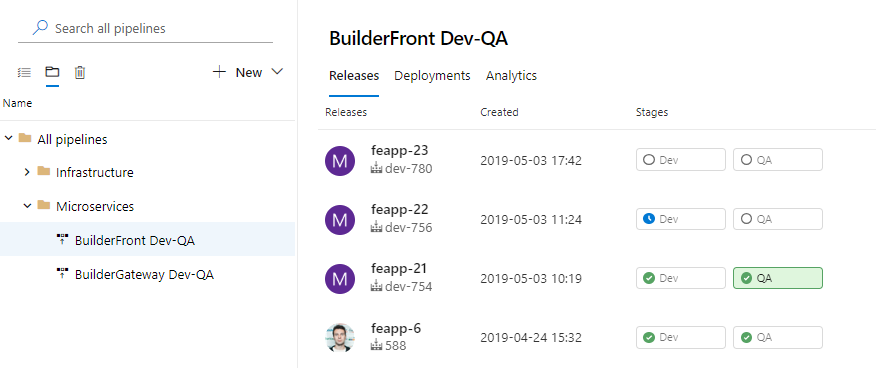 Search all pipelines
New
Name
All pipelines
Infrastructure
Microservices
BuilderFront Dev-QA
BuilderGateway Dev-QA
BuilderFront Dev-QA
Releases Deployments Analytics
Releases Created Stages
M feapp-23 2019-05-03 17:42 Dev QA
dev-780
M feapp-22 2019-05-03 11:24 Dev QA
dev-756
M feapp-21 2019-05-03 10:19 Dev QA
dev-754
feapp-6 2019-04-24 15:32 Dev QA
588